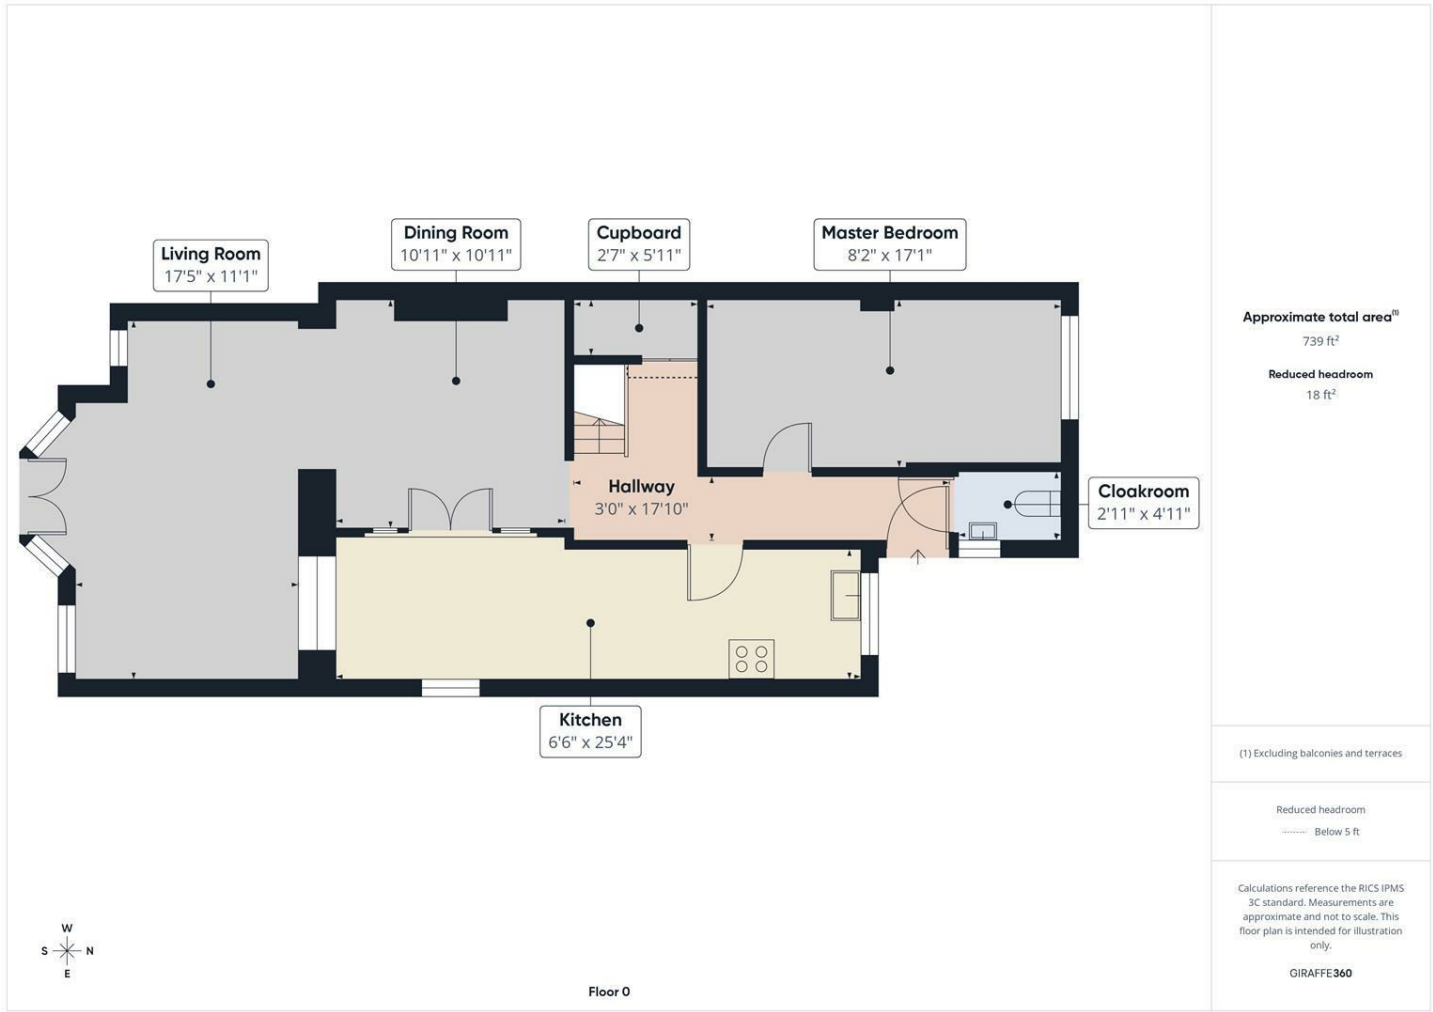 Living Room
17'5" x 11'1"
Dining Room
10'11" x 10'11"
Cupboard
2'7" x 5'11"
Master Bedroom
8'2" x 17'1"
Hallway
3'0" x 17'10"
Cloakroom
2'11" x 4'11"
Kitchen
6'6" x 25'4"
W
S N
E
Floor 0
Approximate total area(1)
739 ft²
Reduced headroom
18 ft²
(1) Excluding balconies and terraces
Reduced headroom
Below 5 ft
Calculations reference the RICS IPMS
3C standard. Measurements are
approximate and not to scale. This
floor plan is intended for illustration
only.
GIRAFFE360